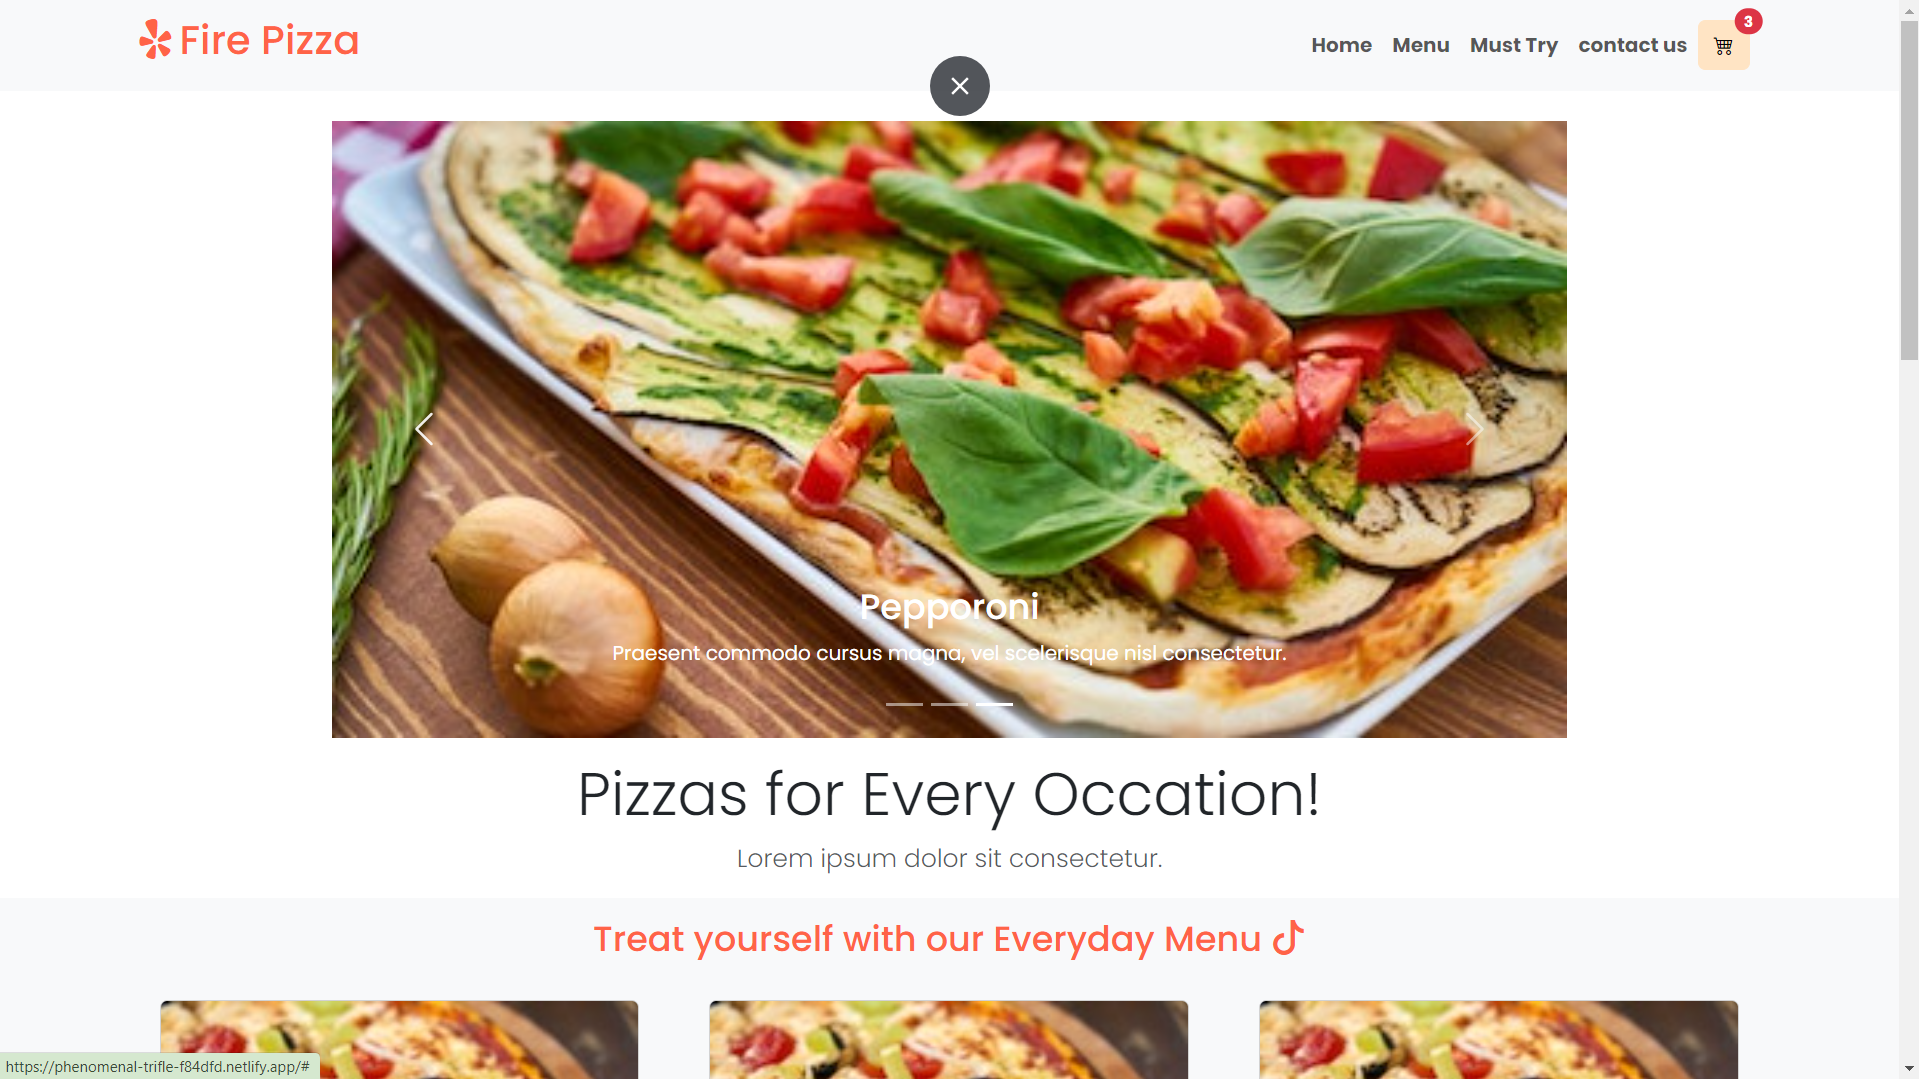 Fire Pizza
Home Menu Must Try contact us 3
Pepporoni
Praesent commodo cursus magna, vel scelerisque nisl consectetur.
Pizzas for Every Occation!
Lorem ipsum dolor sit consectetur.
Treat yourself with our Everyday Menu
https://phenomenal-trifle-f84dfd.netlify.app/#